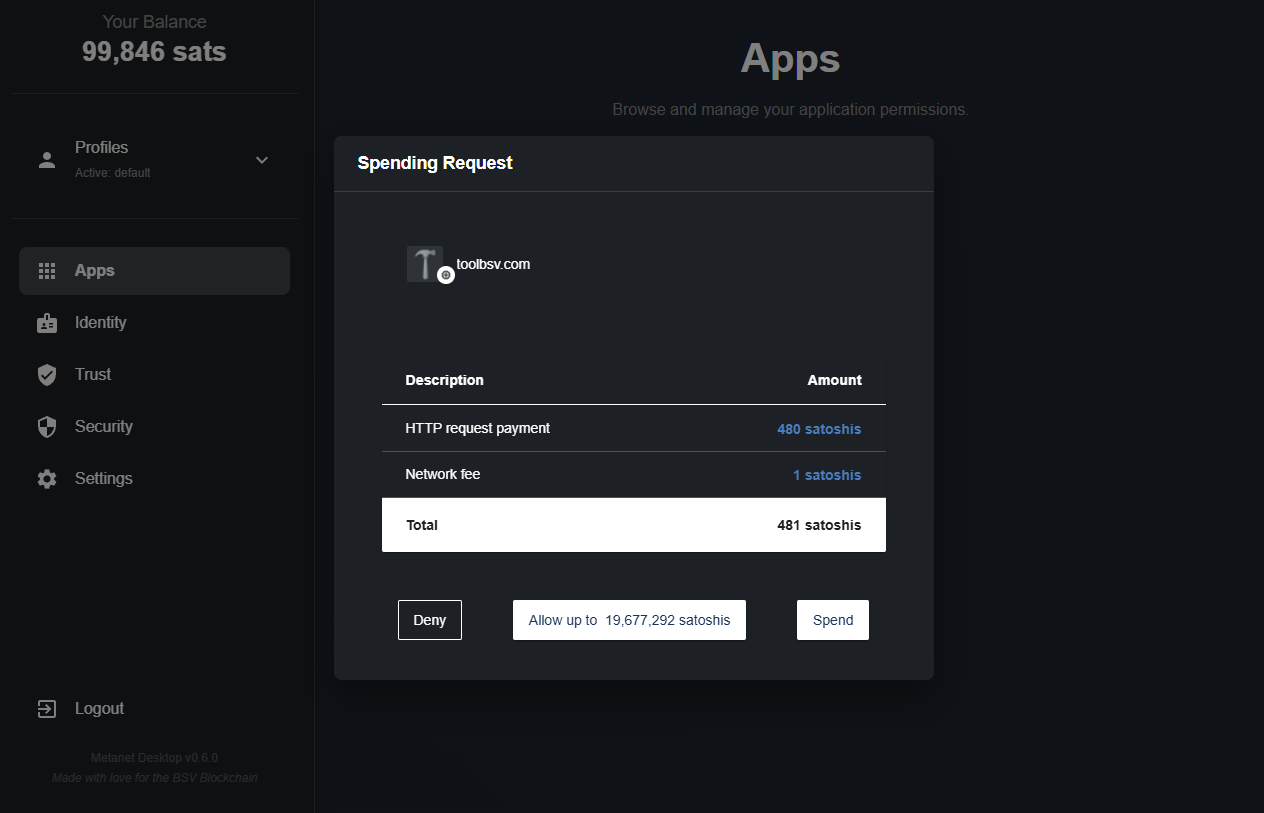 Your Balance
99,846 sats
Profiles
Active: default
Apps
Identity
Trust
Security
Settings
Logout
Metanet Desktop v0.6.0
Made with love for the BSV Blockchain
Apps
Browse and manage your application permissions.
Spending Request
toolbsv.com
Description Amount
HTTP request payment 480 satoshis
Network fee 1 satoshis
Total 481 satoshis
Deny Allow up to 19,677,292 satoshis Spend